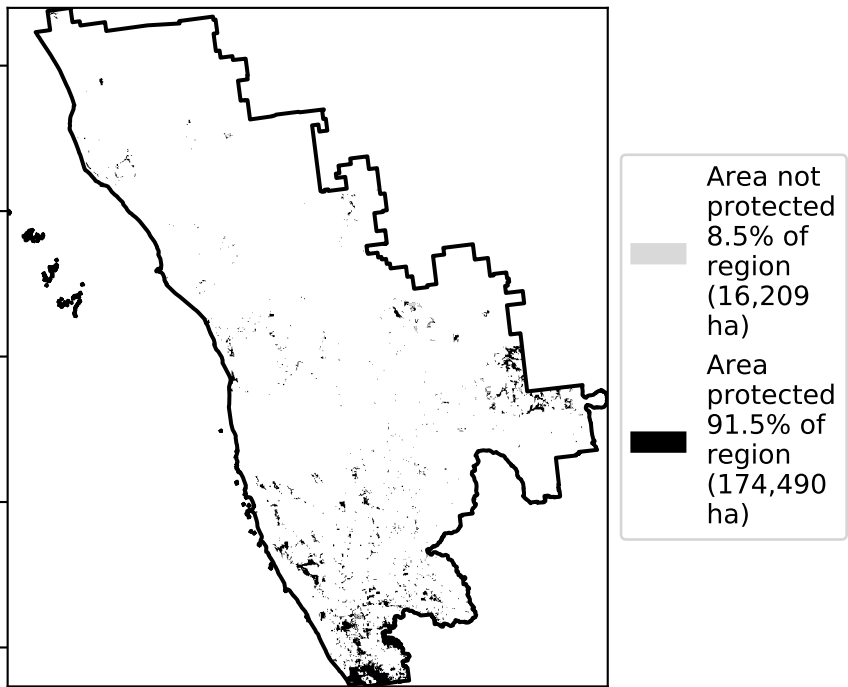 Area not
protected
8.5% of
region
(16,209
ha)
Area
protected
91.5% of
region
(174,490
ha)